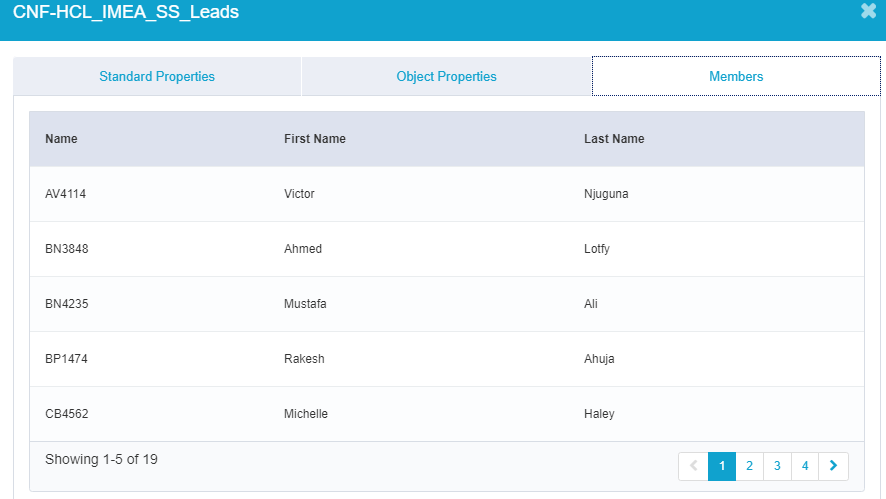 CNF-HCL_IMEA_SS_Leads
Standard Properties Object Properties Members
Name First Name Last Name
AV4114 Victor Njuguna
BN3848 Ahmed Lotfy
BN4235 Mustafa Ali
BP1474 Rakesh Ahuja
CB4562 Michelle Haley
Showing 1-5 of 19 1 2 3 4